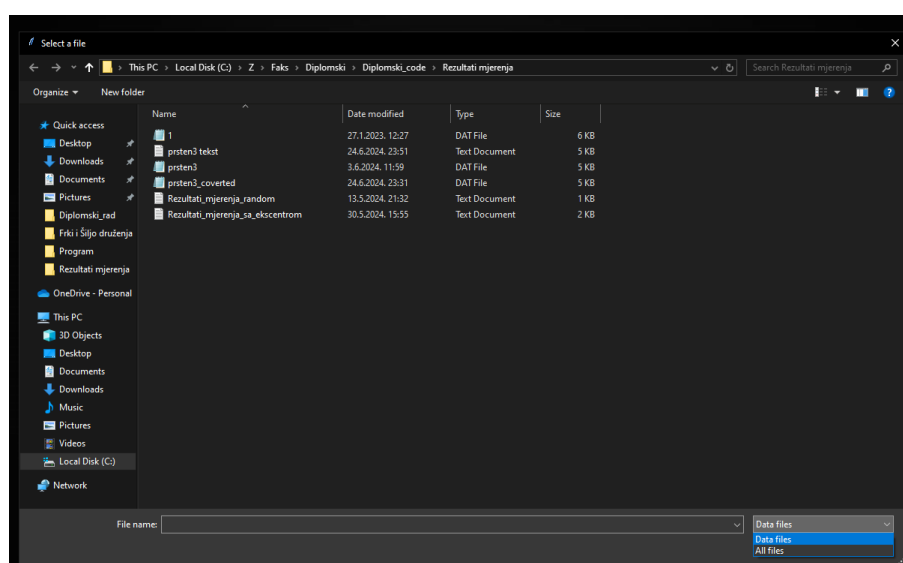 Select a file
This PC > Local Disk (C:) > Z > Faks > Diplomski > Diplomski_code > Rezultati mjerenja
Search Rezultati mjerenja
Organize
New folder
Name Date modified Type Size
Quick access
Desktop
Downloads
Documents
Pictures
Diplomski_rad
Frki i Šiljo druženja
Program
Rezultati mjerenja
OneDrive - Personal
This PC
3D Objects
Desktop
Documents
Downloads
Music
Pictures
Videos
Local Disk (C:)
Network
1 27.1.2023. 12:27 DAT File 6 KB
prsten3 tekst 24.6.2024. 23:51 Text Document 5 KB
prsten3 3.6.2024. 11:59 DAT File 5 KB
prsten3_coverted 24.6.2024. 23:31 DAT File 5 KB
Rezultati_mjerenja_random 13.5.2024. 21:32 Text Document 1 KB
Rezultati_mjerenja_sa_ekscentrom 30.5.2024. 15:55 Text Document 2 KB
File name:
Data files
Data files
All files